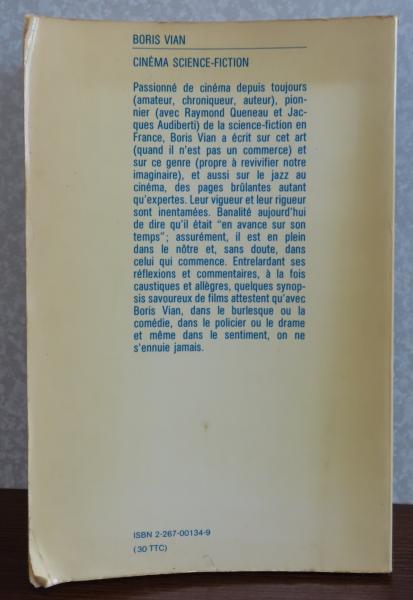 BORIS VIAN
CINÉMA SCIENCE-FICTION
Passionné de cinéma depuis toujours
(amateur, chroniqueur, auteur), pion-
nier (avec Raymond Queneau et Jac-
ques Audiberti) de la science-fiction en
France, Boris Vian a écrit sur cet art
(quand il n'est pas un commerce) et
sur ce genre (propre à revivifier notre
imaginaire), et aussi sur le jazz au
cinéma, des pages brûlantes autant
qu'expertes. Leur vigueur et leur rigueur
sont inentamées. Banalité aujourd'hui
de dire qu'il était "en avance sur son
temps"; assurément, il est en plein
dans le nôtre et, sans doute, dans
celui qui commence. Entrelardant ses
réflexions et commentaires, à la fois
caustiques et allègres, quelques synop-
sis savoureux de films attestent qu'avec
Boris Vian, dans le burlesque ou la
comédie, dans le policier ou le drame
et même dans le sentiment, on ne
s'ennuie jamais.
ISBN 2-267-00134-9
(30 TTC)